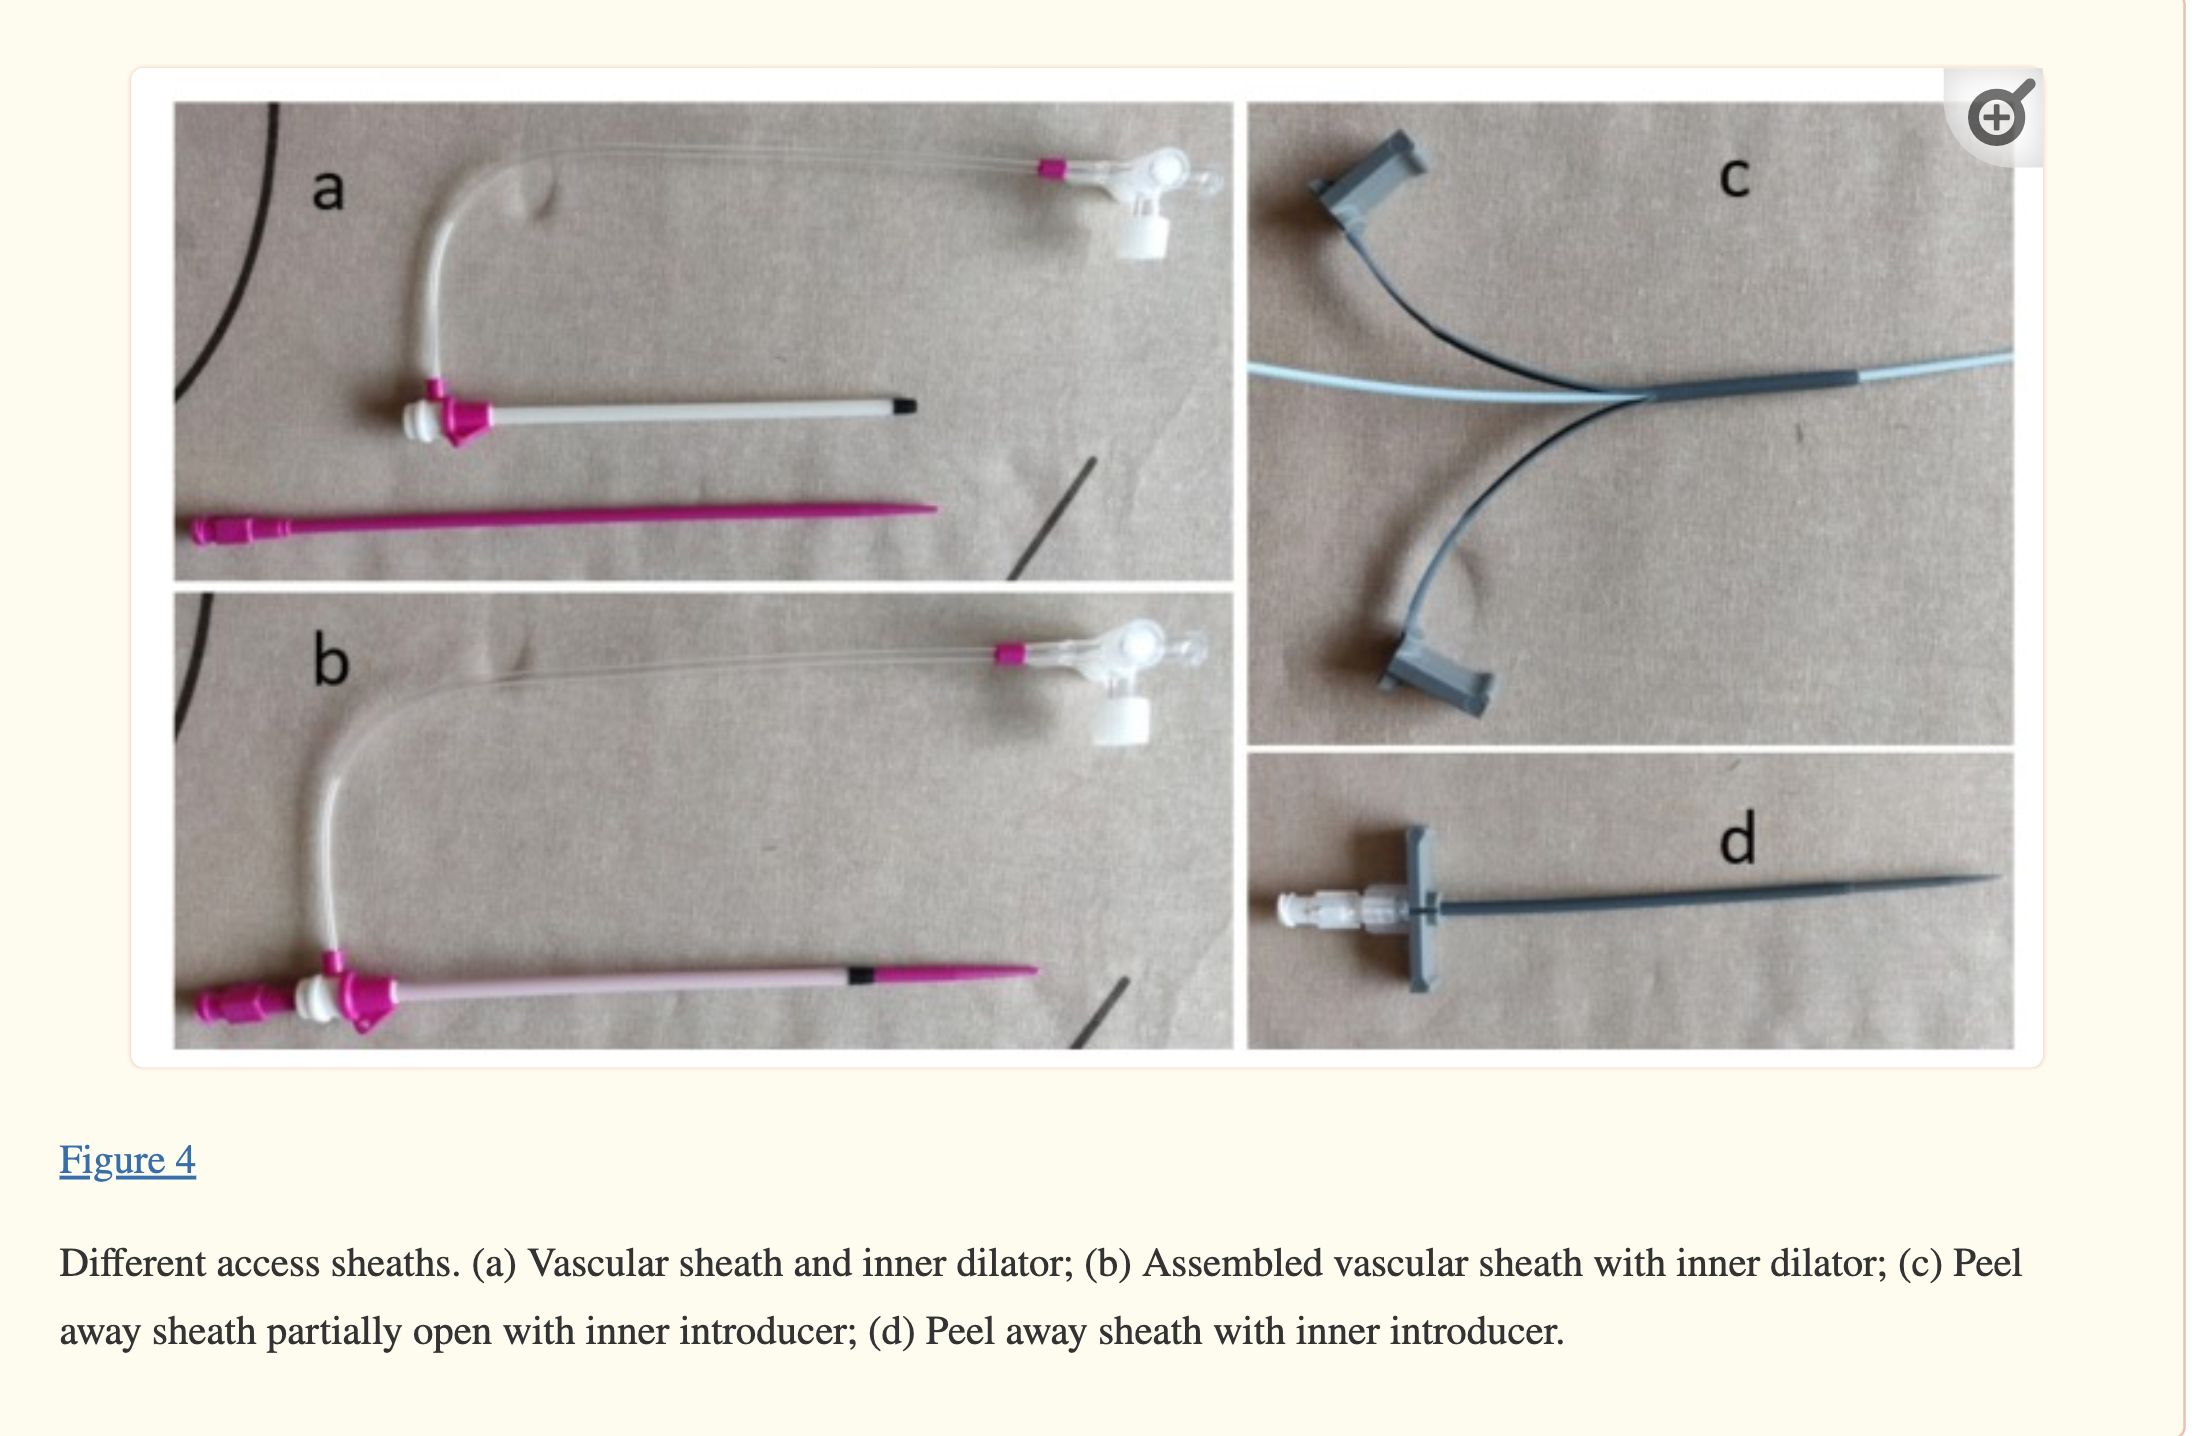 a
c
b
d
Figure 4
Different access sheaths. (a) Vascular sheath and inner dilator; (b) Assembled vascular sheath with inner dilator; (c) Peel
away sheath partially open with inner introducer; (d) Peel away sheath with inner introducer.